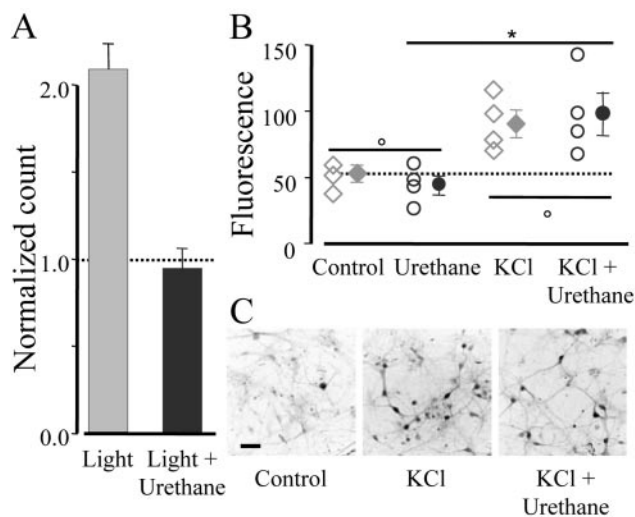 A
Normalized count
2.0
1.0
0.0
Light
Light +
Urethane
B
Fluorescence
150
100
50
0
*
Control
Urethane
KCl
KCl +
Urethane
C
Control
KCl
KCl +
Urethane